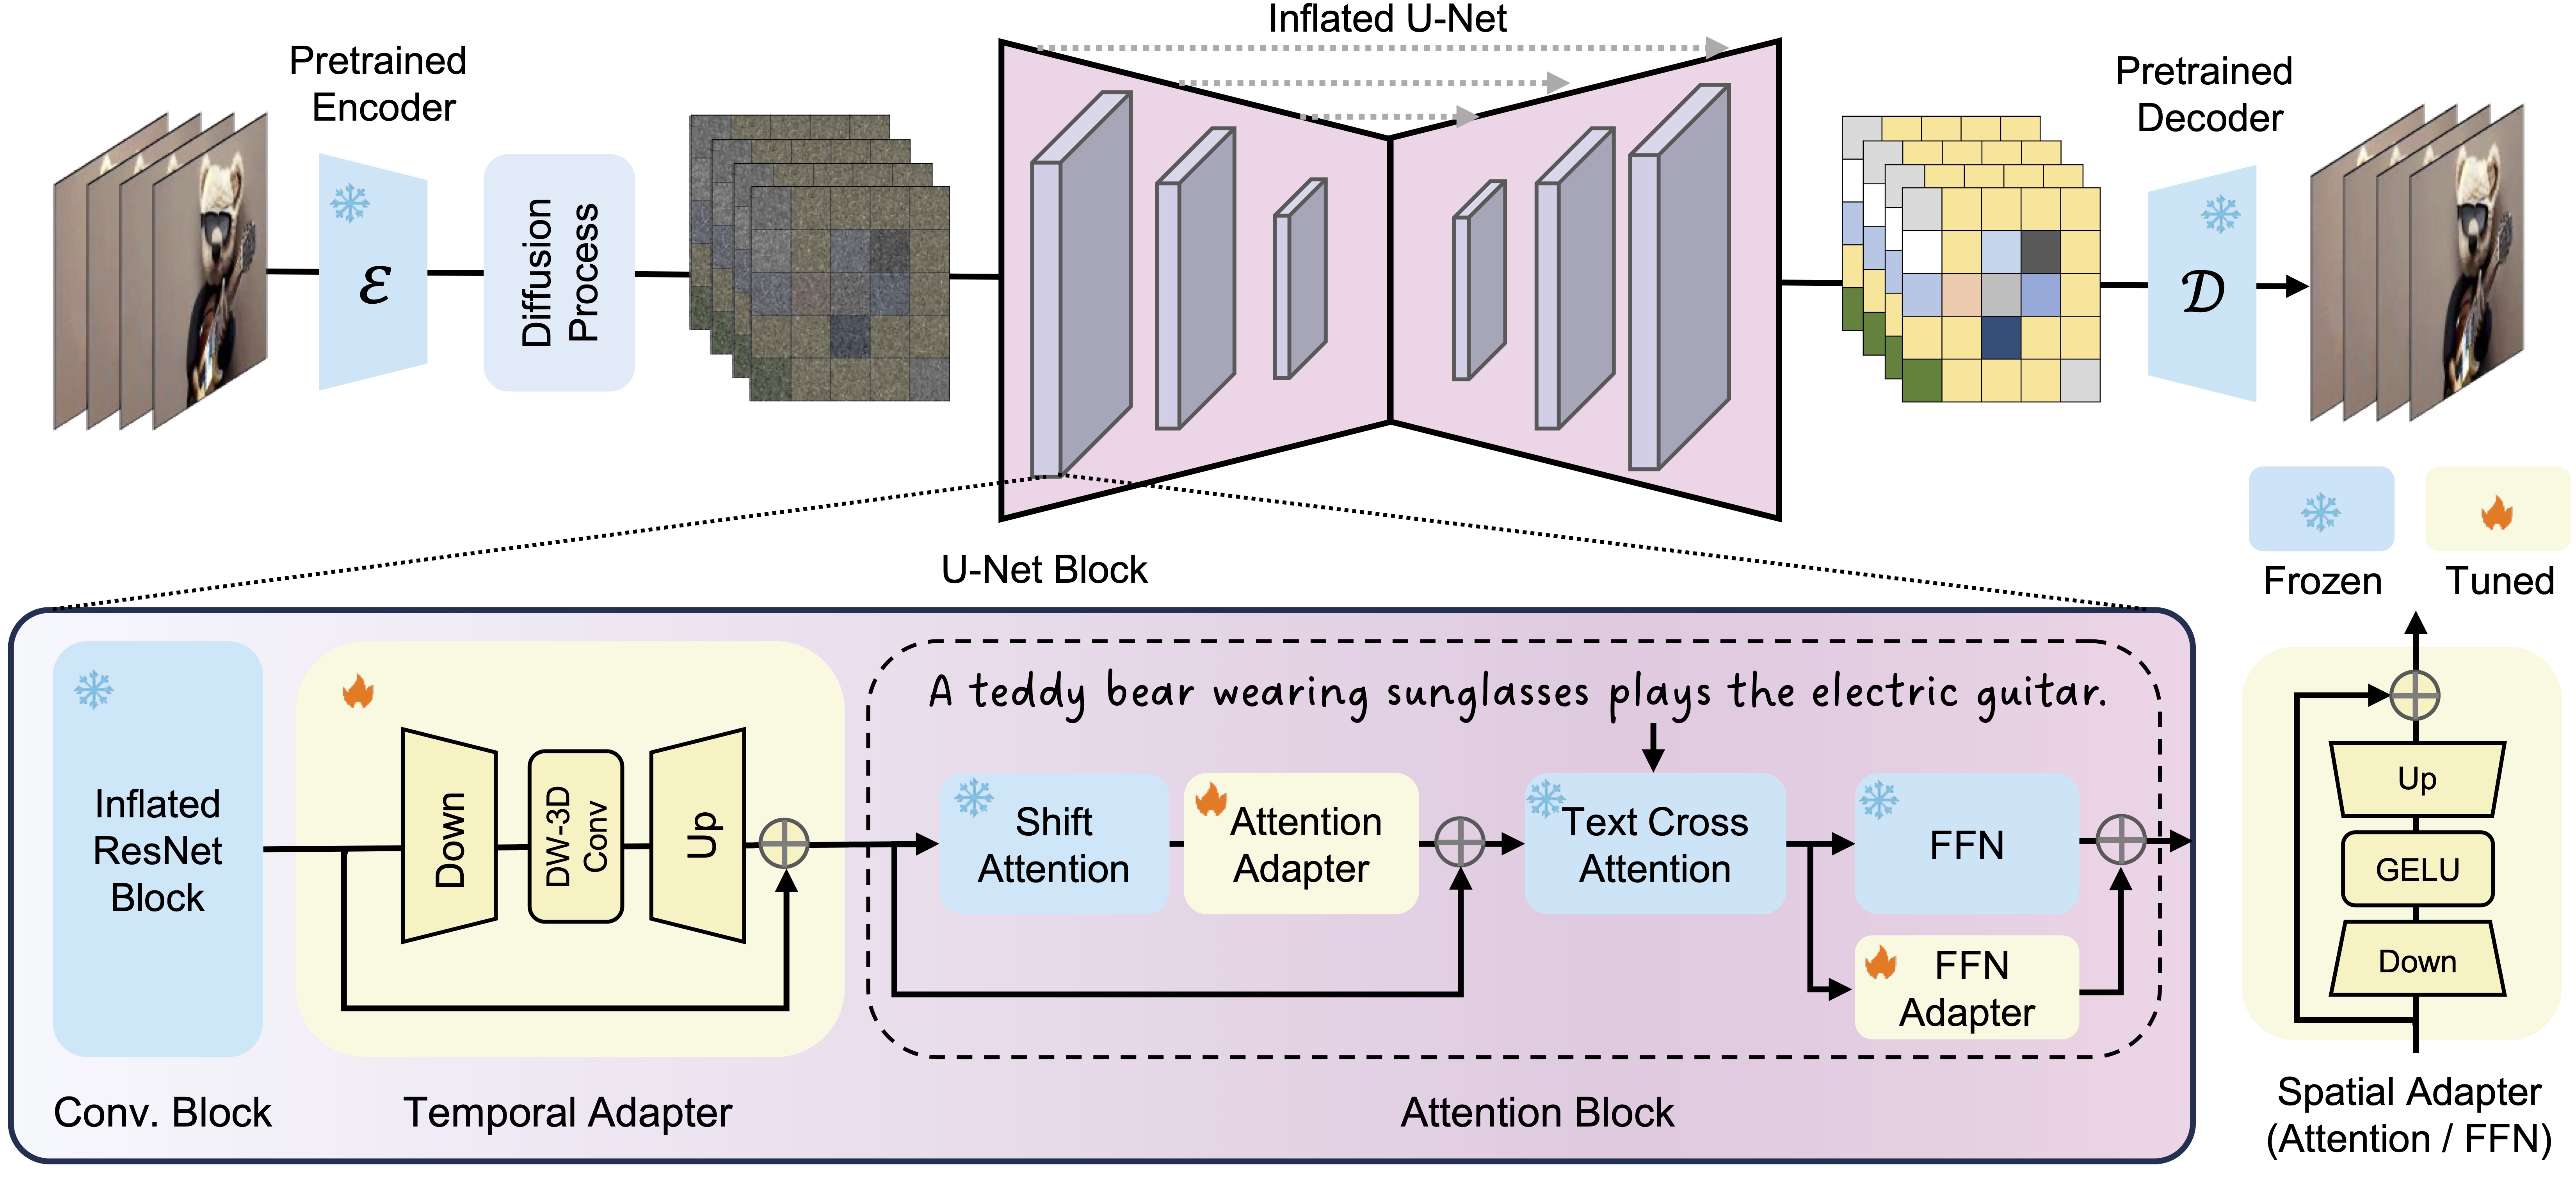 Inflated U-Net
Pretrained
Encoder
Pretrained
Decoder
ℰ
Diffusion
Process
𝒟
Frozen
Tuned
U-Net Block
A teddy bear wearing sunglasses plays the electric guitar.
Inflated
ResNet
Block
Down
DW-3D
Conv
Up
Shift
Attention
Attention
Adapter
Text Cross
Attention
FFN
FFN
Adapter
Up
GELU
Down
Conv. Block
Temporal Adapter
Attention Block
Spatial Adapter
(Attention / FFN)